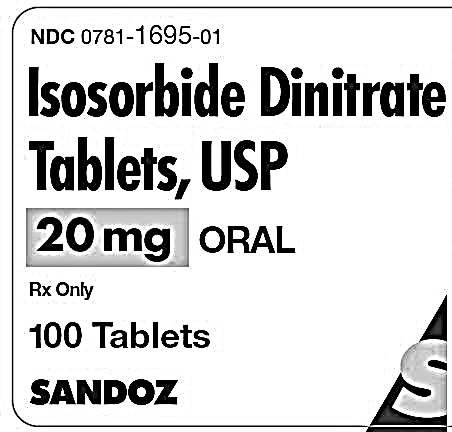 NDC 0781-1695-01
Isosorbide Dinitrate
Tablets, USP
20 mg ORAL
Rx Only
100 Tablets
SANDOZ
S